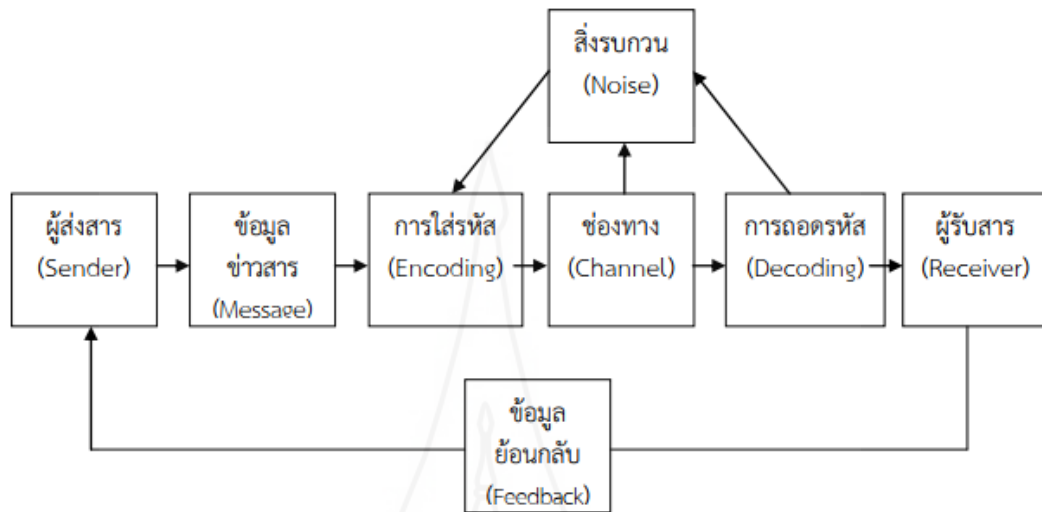 สิ่งรบกวน
(Noise)
ผู้ส่งสาร
(Sender)
ข้อมูล
ข่าวสาร
(Message)
การใส่รหัส
(Encoding)
ช่องทาง
(Channel)
การถอดรหัส
(Decoding)
ผู้รับสาร
(Receiver)
ข้อมูล
ย้อนกลับ
(Feedback)